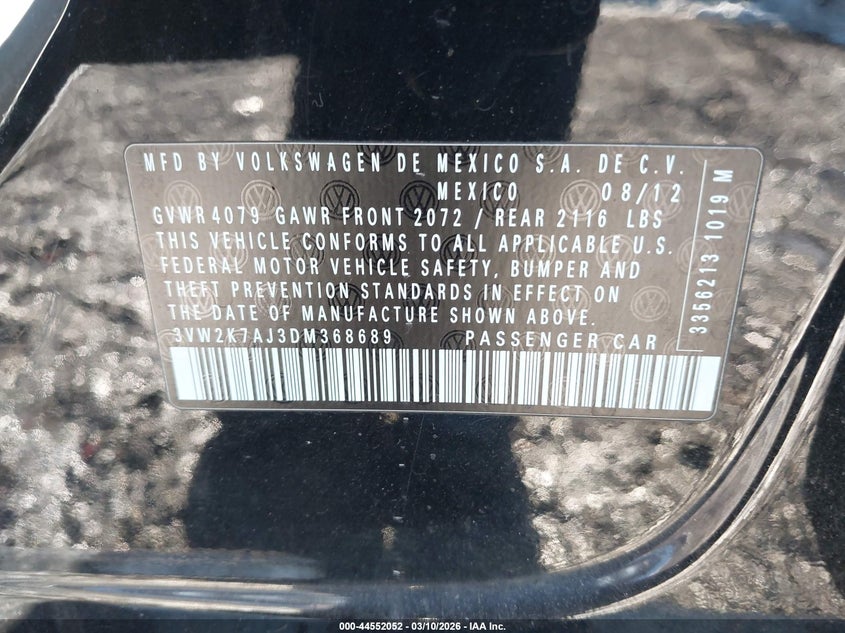 MFD BY VOLKSWAGEN DE MEXICO S.A. DE C.V.
MEXICO 08/12
GVWR 4079 GAWR FRONT 2072 / REAR 2116 LBS
THIS VEHICLE CONFORMS TO ALL APPLICABLE U.S.
FEDERAL MOTOR VEHICLE SAFETY, BUMPER AND
THEFT PREVENTION STANDARDS IN EFFECT ON
THE DATE OF MANUFACTURE SHOWN ABOVE.
3VW2K7AJ3DM368689 PASSENGER CAR
3356213 1019 M
000-44552052 / 03/10/2026 - IAA Inc.